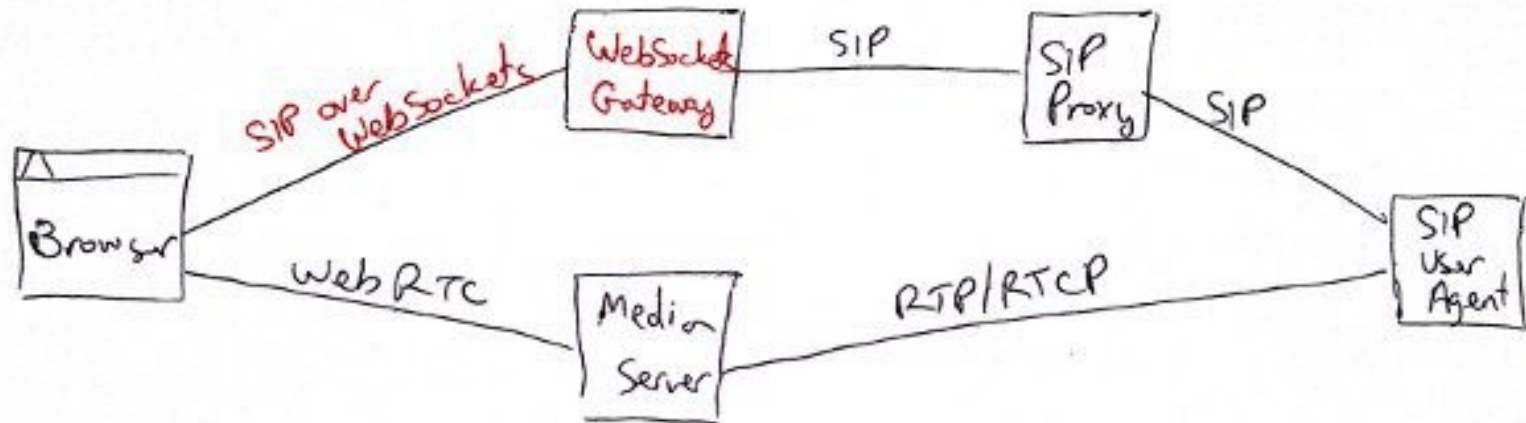 SIP over
WebSockets
WebSockets
Gateway
SIP
SIP
Proxy
SIP
Browser
WebRTC
Media
Server
RTP/RTCP
SIP
User
Agent